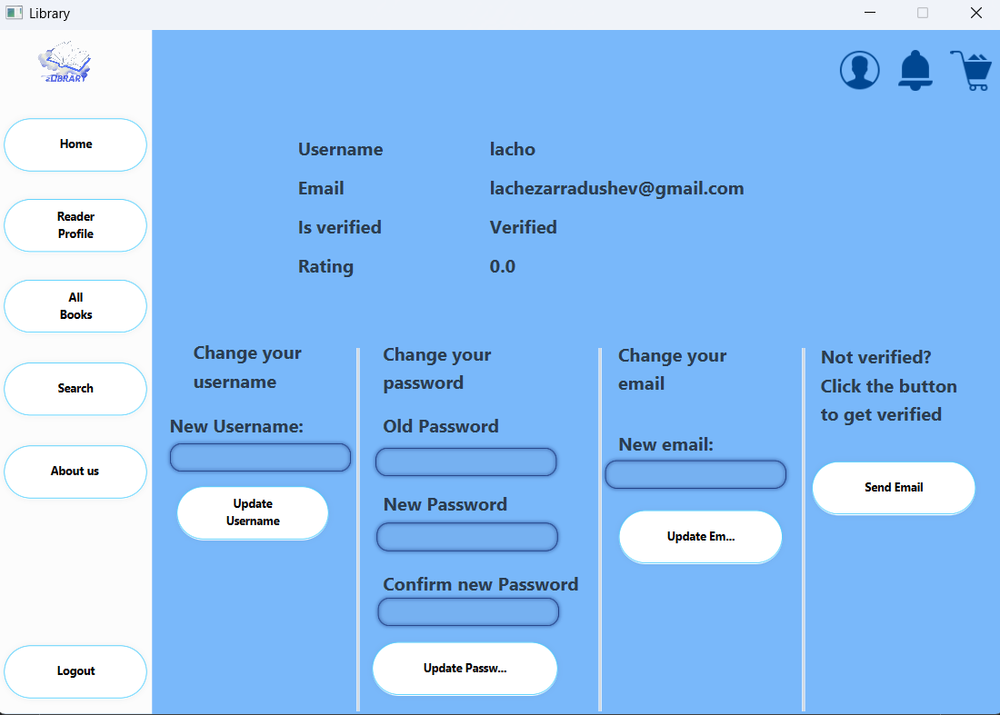 Library
ZLIBRARY
Home
Reader
Profile
All
Books
Search
About us
Logout
Username lacho
Email lachezarradushev@gmail.com
Is verified Verified
Rating 0.0
Change your
username
New Username:
Update
Username
Change your
password
Old Password
New Password
Confirm new Password
Update Passw...
Change your
email
New email:
Update Em...
Not verified?
Click the button
to get verified
Send Email